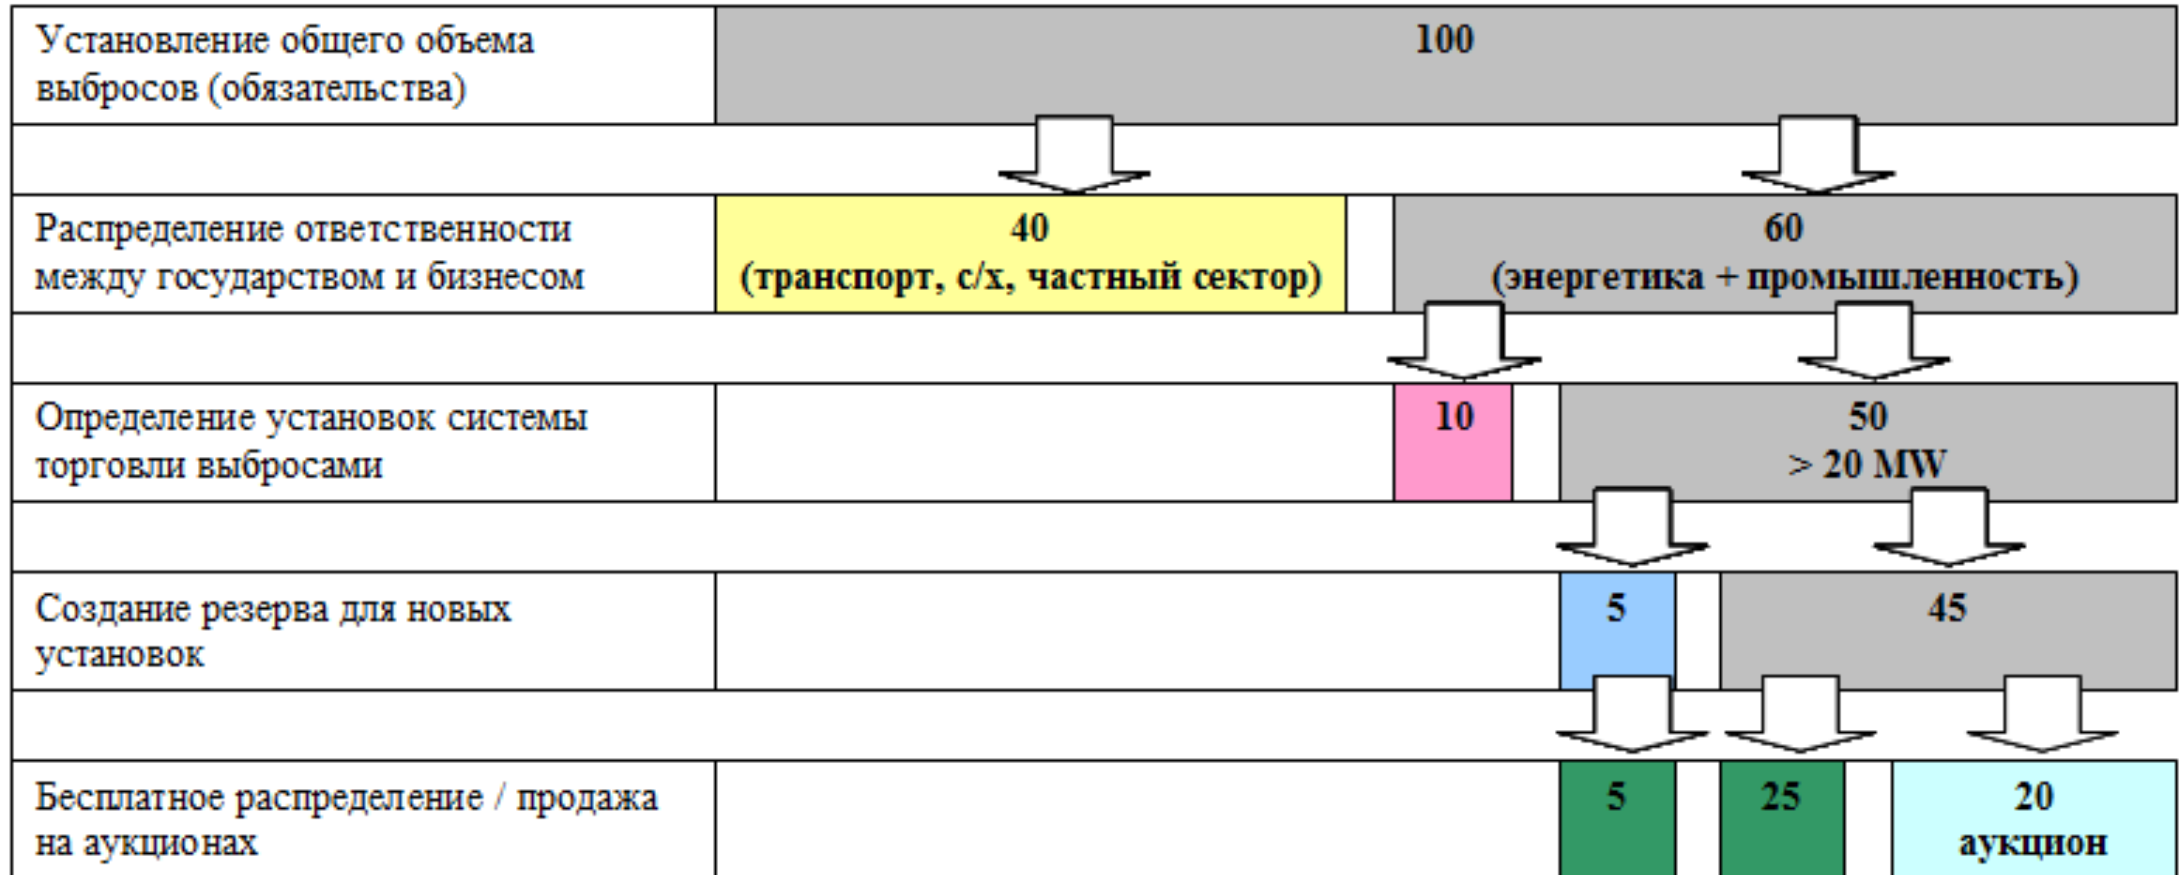 Установление общего объема
выбросов (обязательства)
100
Распределение ответственности
между государством и бизнесом
40
(транспорт, с/х, частный сектор)
60
(энергетика + промышленность)
Определение установок системы
торговли выбросами
10
50
> 20 MW
Создание резерва для новых
установок
5
45
Бесплатное распределение / продажа
на аукционах
5
25
20
аукцион